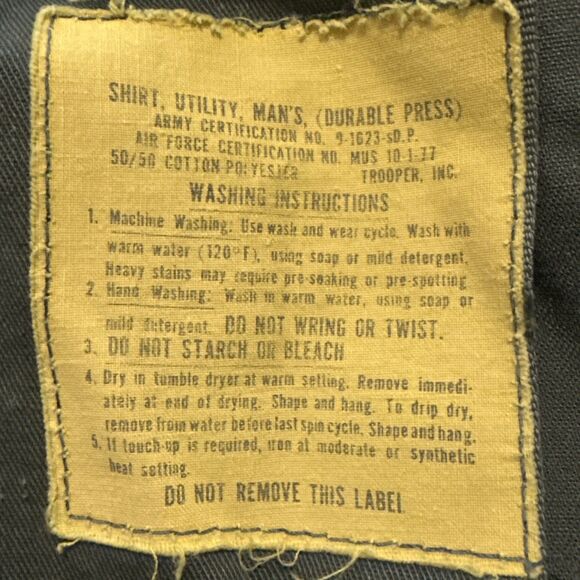 SHIRT, UTILITY, MAN'S, (DURABLE PRESS)
ARMY CERTIFICATION NO. 9-1623-sD.P.
AIR FORCE CERTIFICATION NO. MUS 10-1-77
50/50 COTTON POLYESTER TROOPER, INC.
WASHING INSTRUCTIONS
1. Machine Washing: Use wash and wear cycle. Wash with
warm water (120°F), using soap or mild detergent.
Heavy stains may require pre-soaking or pre-spotting
2. Hand Washing: Wash in warm water, using soap or
mild detergent. DO NOT WRING OR TWIST.
3. DO NOT STARCH OR BLEACH
4. Dry in tumble dryer at warm setting. Remove immedi-
ately at end of drying. Shape and hang. To drip dry,
remove from water before last spin cycle. Shape and hang.
5. If touch-up is required, iron at moderate or synthetic
heat setting.
DO NOT REMOVE THIS LABEL